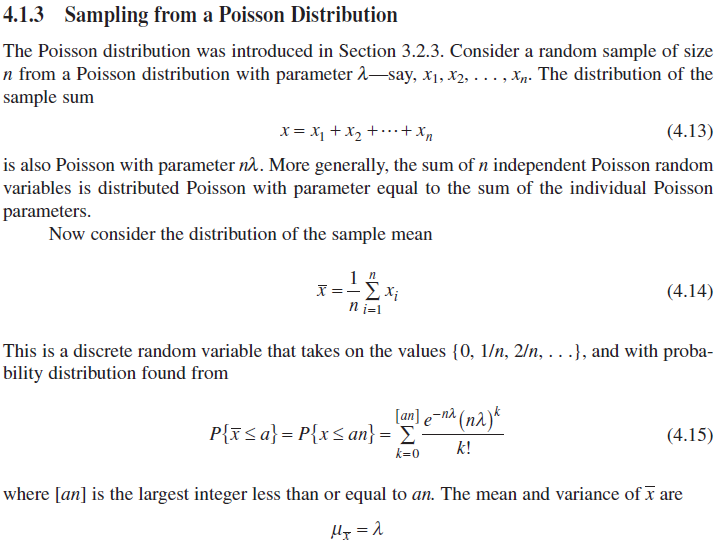 4.1.3 Sampling from a Poisson Distribution
The Poisson distribution was introduced in Section 3.2.3. Consider a random sample of size
n from a Poisson distribution with parameter λ—say, x₁, x₂, . . . , xₙ. The distribution of the
sample sum
x = x₁ + x₂ + ··· + xₙ (4.13)
is also Poisson with parameter nλ. More generally, the sum of n independent Poisson random
variables is distributed Poisson with parameter equal to the sum of the individual Poisson
parameters.
Now consider the distribution of the sample mean
x̅ = 1/n ∑_{i=1}^{n} xᵢ (4.14)
This is a discrete random variable that takes on the values {0, 1/n, 2/n, . . .}, and with proba-
bility distribution found from
P{x̅ ≤ a} = P{x ≤ an} = ∑_{k=0}^{[an]} e^{−nλ}(nλ)^k / k! (4.15)
where [an] is the largest integer less than or equal to an. The mean and variance of x̅ are
μ_x̅ = λ